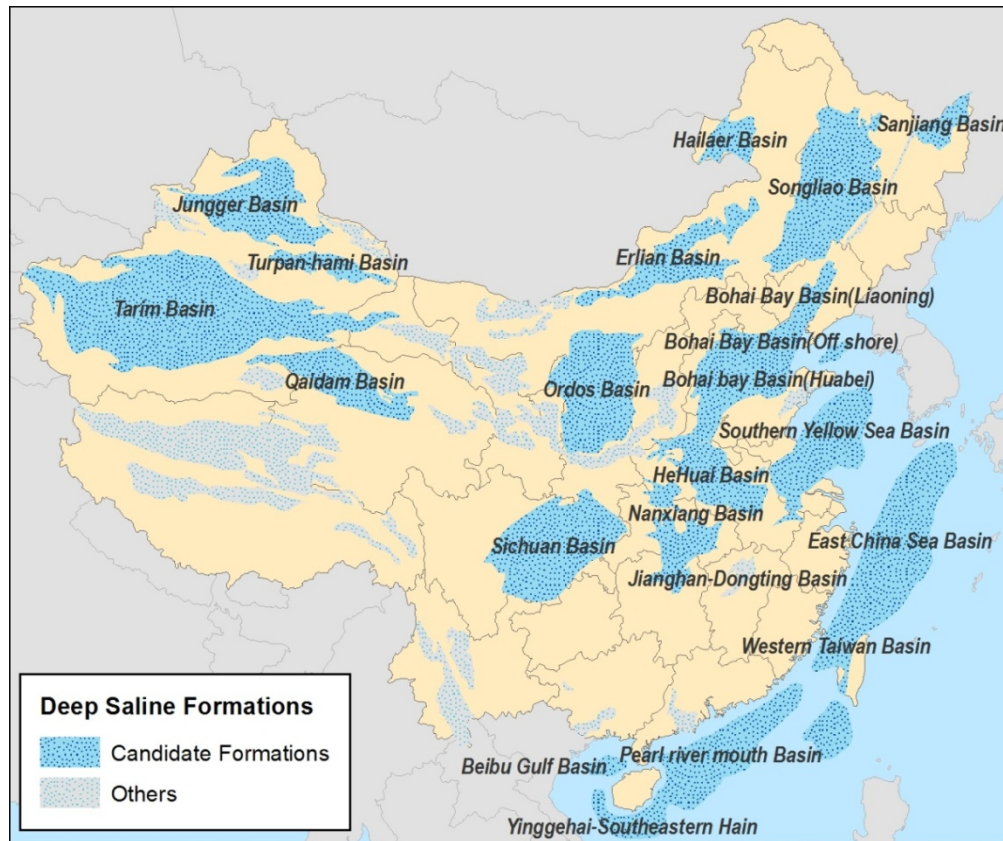 Hailaer Basin
Sanjiang Basin
Songliao Basin
Jungger Basin
Turpan-hami Basin
Erlian Basin
Tarim Basin
Bohai Bay Basin(Liaoning)
Bohai Bay Basin(Off shore)
Qaidam Basin
Ordos Basin
Bohai bay Basin(Huabei)
Southern Yellow Sea Basin
HeHuai Basin
Nanxiang Basin
Sichuan Basin
East China Sea Basin
Jianghan-Dongting Basin
Western Taiwan Basin
Pearl river mouth Basin
Beibu Gulf Basin
Yinggehai-Southeastern Hain
Deep Saline Formations
Candidate Formations
Others